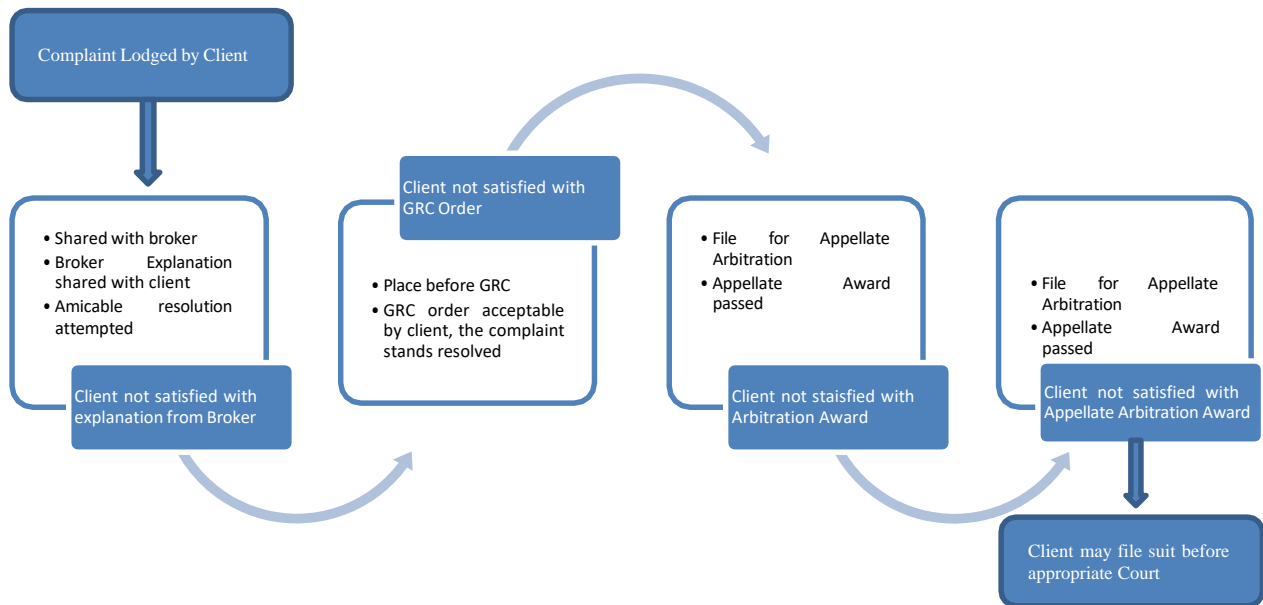 Complaint Lodged by Client
• Shared with broker
• Broker Explanation
shared with client
• Amicable resolution
attempted
Client not satisfied with
explanation from Broker
Client not satisfied with
GRC Order
• Place before GRC
• GRC order acceptable
by client, the complaint
stands resolved
• File for Appellate
Arbitration
• Appellate Award
passed
Client not staisfied with
Arbitration Award
• File for Appellate
Arbitration
• Appellate Award
passed
Client not satisfied with
Appellate Arbitration Award
Client may file suit before
appropriate Court